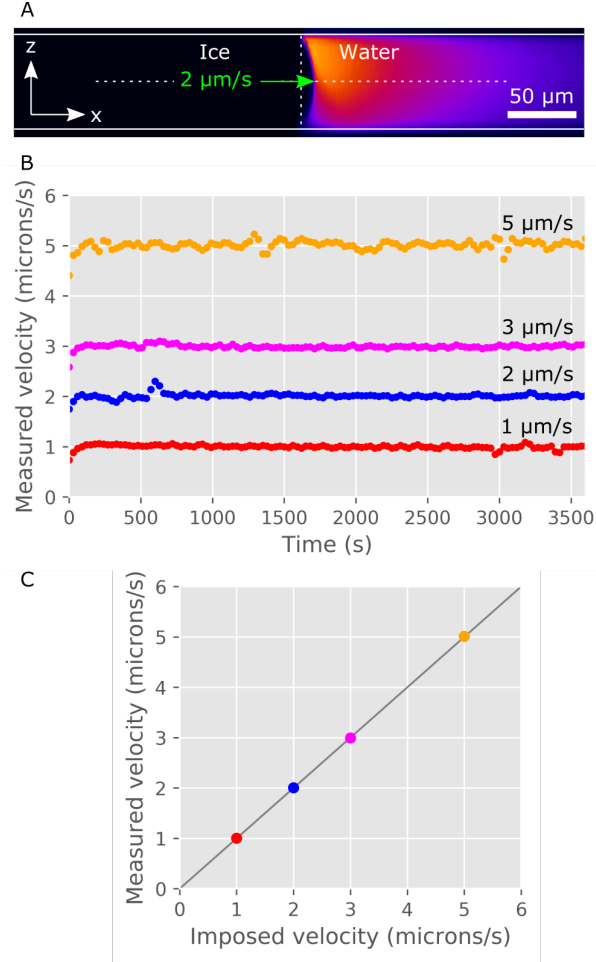 A
z
Ice
Water
2 μm/s
x
50 μm
B
Measured velocity (microns/s)
6
5
4
3
2
1
0
5 μm/s
3 μm/s
2 μm/s
1 μm/s
0 500 1000 1500 2000 2500 3000 3500
Time (s)
C
Measured velocity (microns/s)
6
5
4
3
2
1
0
0 1 2 3 4 5 6
Imposed velocity (microns/s)